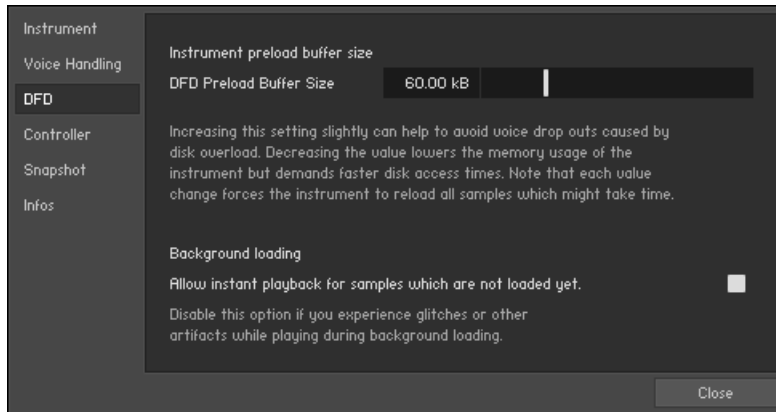 Instrument
Voice Handling
DFD
Controller
Snapshot
Infos
Instrument preload buffer size
DFD Preload Buffer Size 60.00 kB
Increasing this setting slightly can help to avoid voice drop outs caused by
disk overload. Decreasing the value lowers the memory usage of the
instrument but demands faster disk access times. Note that each value
change forces the instrument to reload all samples which might take time.
Background loading
Allow instant playback for samples which are not loaded yet.
Disable this option if you experience glitches or other
artifacts while playing during background loading.
Close